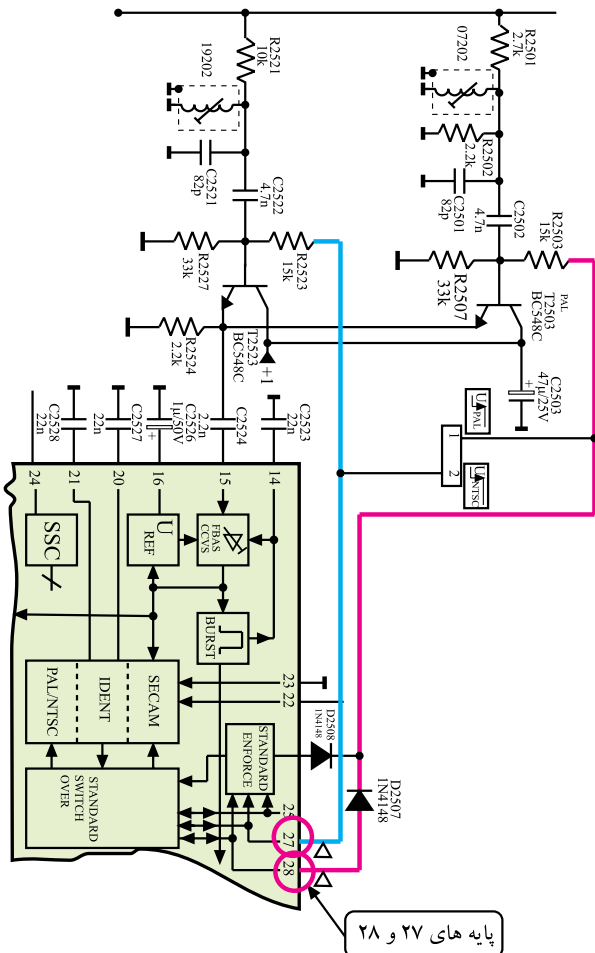 R2501
2.7k
07202
R2502
2.2k
C2501
82p
C2502
4.7n
R2503
15k
R2507
33k
PAL
T2503
BC548C
C2503
47µ/25V
+
R2521
10k
19202
C2521
82p
C2522
4.7n
R2523
15k
R2527
33k
T2523
BC548C
+1
R2524
2.2k
U PAL
1
2
U NTSC
C2523
22n
C2524
2.2n
C2526
1µ/50V
+
C2527
22n
C2528
22n
24
21
20
16
15
14
SSC
U
REF
FBAS
CCVS
BURST
23
22
PAL/NTSC
IDENT
SECAM
STANDARD
SWITCH
OVER
STANDARD
ENFORCE
D2508
1N4148
D2507
1N4148
27
28
پایه های ۲۷ و ۲۸